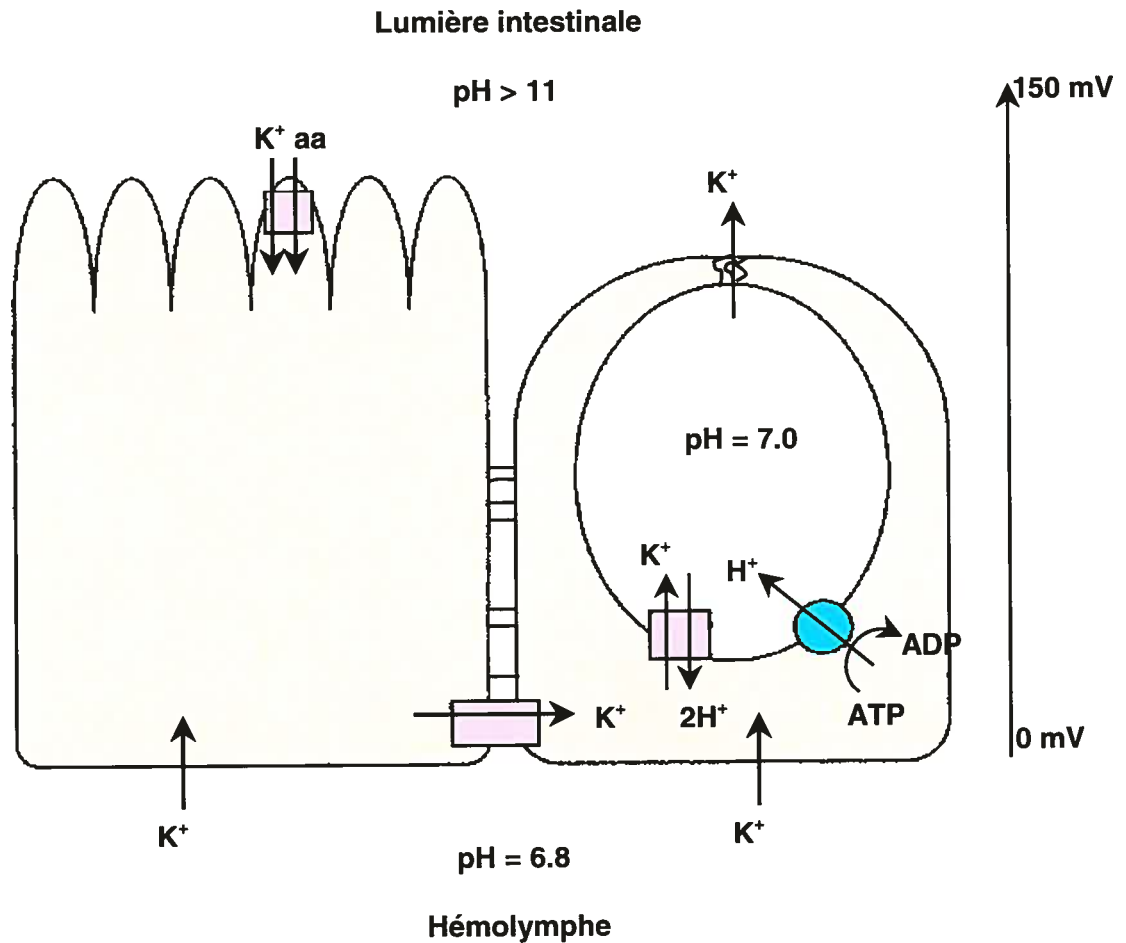 Lumière intestinale
pH > 11
150 mV
K⁺ aa
K⁺
pH = 7.0
K⁺
H⁺
ADP
K⁺
2H⁺
ATP
0 mV
K⁺
K⁺
pH = 6.8
Hémolymphe